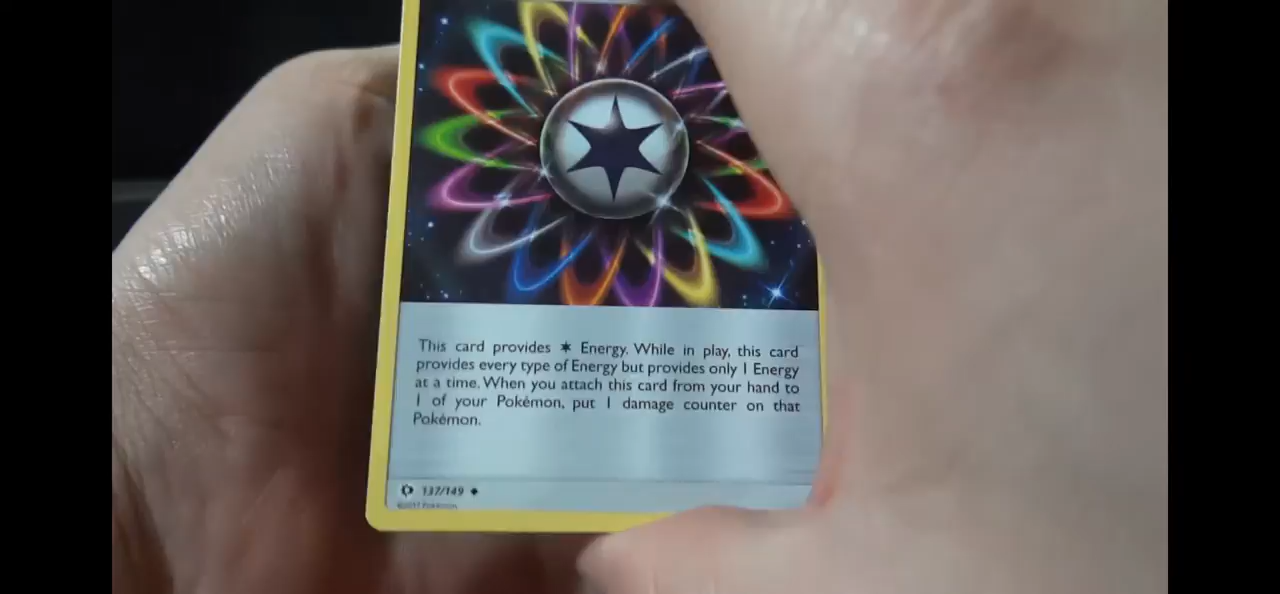 This card provides ✶ Energy. While in play, this card
provides every type of Energy but provides only 1 Energy
at a time. When you attach this card from your hand to
1 of your Pokémon, put 1 damage counter on that
Pokémon.
137/149
©2017 Pokémon